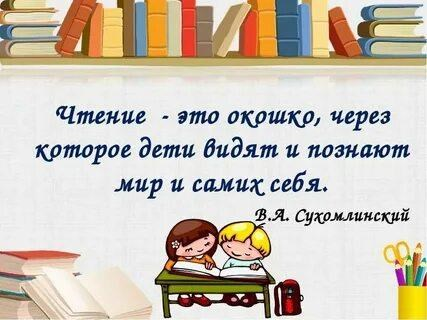 Чтение - это окошко, через
которое дети видят и познают
мир и самих себя.
В.А. Сухомлинский